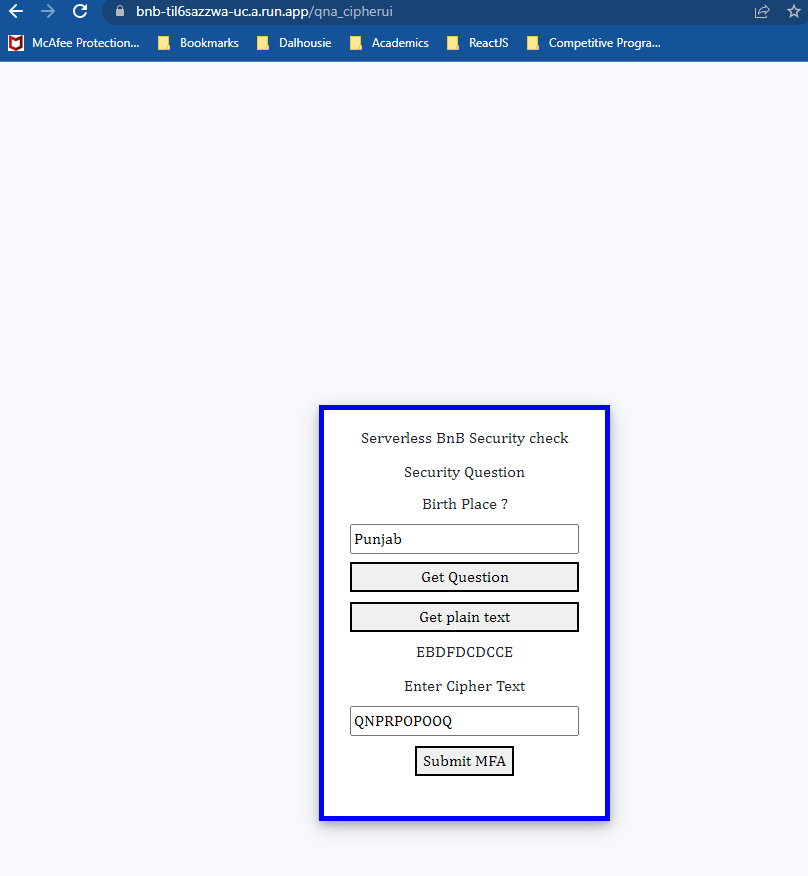 bnb-til6sazzwa-uc.a.run.app/qna_cipherui
McAfee Protection... Bookmarks Dalhousie Academics ReactJS Competitive Progra...
Serverless BnB Security check
Security Question
Birth Place ?
Punjab
Get Question
Get plain text
EBDFDCDCCE
Enter Cipher Text
QNPRPOPOOQ
Submit MFA